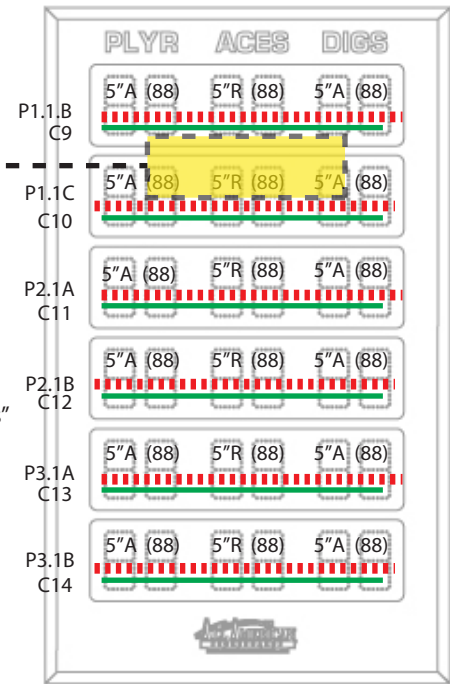 PLYR ACES DIGS
5"A (88) 5"R (88) 5"A (88)
P1.1.B
C9
5"A (88) 5"R (88) 5"A (88)
P1.1C
C10
5"A (88) 5"R (88) 5"A (88)
P2.1A
C11
5"A (88) 5"R (88) 5"A (88)
P2.1B
C12
"
5"A (88) 5"R (88) 5"A (88)
P3.1A
C13
5"A (88) 5"R (88) 5"A (88)
P3.1B
C14
ALL AMERICAN